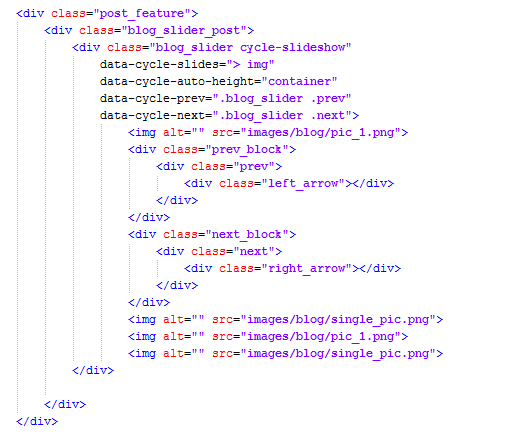 <div class="post_feature">
<div class="blog_slider_post">
<div class="blog_slider cycle-slideshow"
data-cycle-slides="> img"
data-cycle-auto-height="container"
data-cycle-prev=".blog_slider .prev"
data-cycle-next=".blog_slider .next">
<img alt="" src="images/blog/pic_1.png">
<div class="prev_block">
<div class="prev">
<div class="left_arrow"></div>
</div>
</div>
<div class="next_block">
<div class="next">
<div class="right_arrow"></div>
</div>
</div>
<img alt="" src="images/blog/single_pic.png">
<img alt="" src="images/blog/pic_1.png">
<img alt="" src="images/blog/single_pic.png">
</div>
</div>
</div>